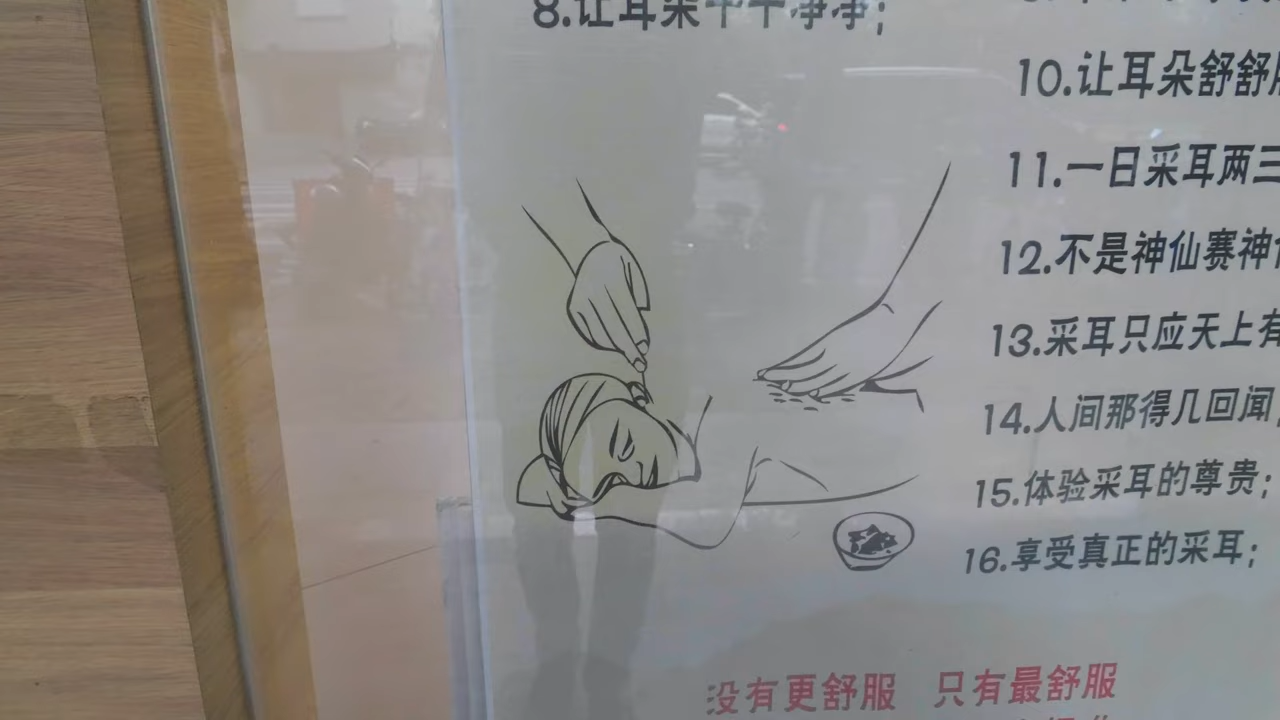 8.让耳朵干干净净;
10.让耳朵舒舒服
11.一日采耳两三
12.不是神仙赛神
13.采耳只应天上有
14.人间那得几回闻;
15.体验采耳的尊贵;
16.享受真正的采耳;
没有更舒服 只有最舒服